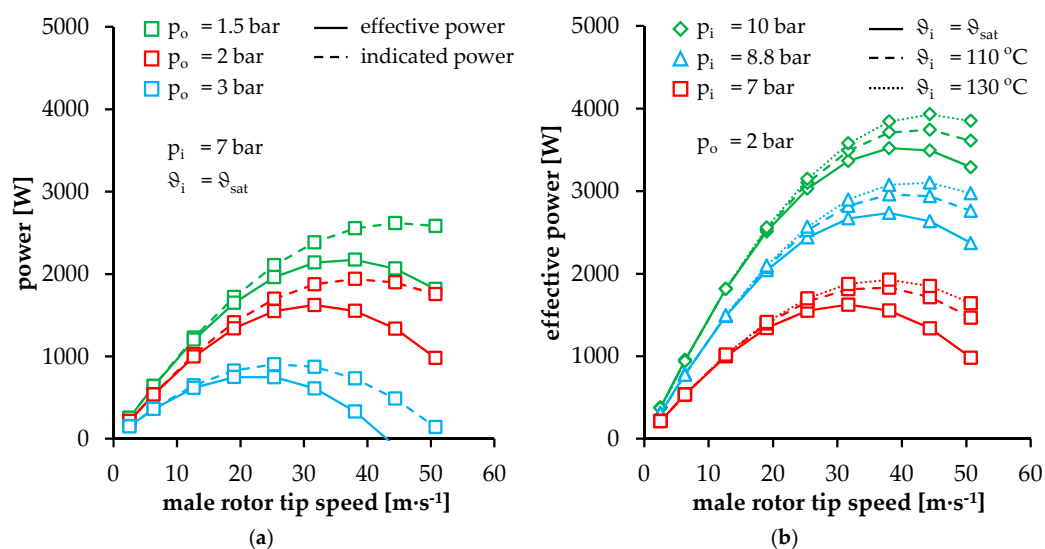 5000
4000
3000
2000
1000
0
power [W]
pₒ = 1.5 bar
pₒ = 2 bar
pₒ = 3 bar
effective power
indicated power
pᵢ = 7 bar
ϑᵢ = ϑsat
0 10 20 30 40 50 60
male rotor tip speed [m·s⁻¹]
(a)
5000
4000
3000
2000
1000
0
effective power [W]
pᵢ = 10 bar
pᵢ = 8.8 bar
pᵢ = 7 bar
ϑᵢ = ϑsat
ϑᵢ = 110 °C
ϑᵢ = 130 °C
pₒ = 2 bar
0 10 20 30 40 50 60
male rotor tip speed [m·s⁻¹]
(b)